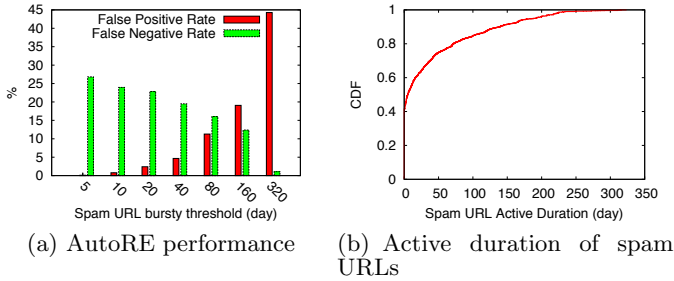 False Positive Rate
False Negative Rate
45
40
35
30
25
20
15
10
5
0
%
5
10
20
40
80
160
320
Spam URL bursty threshold (day)
(a) AutoRE performance
1
0.8
0.6
0.4
0.2
0
CDF
0 50 100 150 200 250 300 350
Spam URL Active Duration (day)
(b) Active duration of spam
URLs